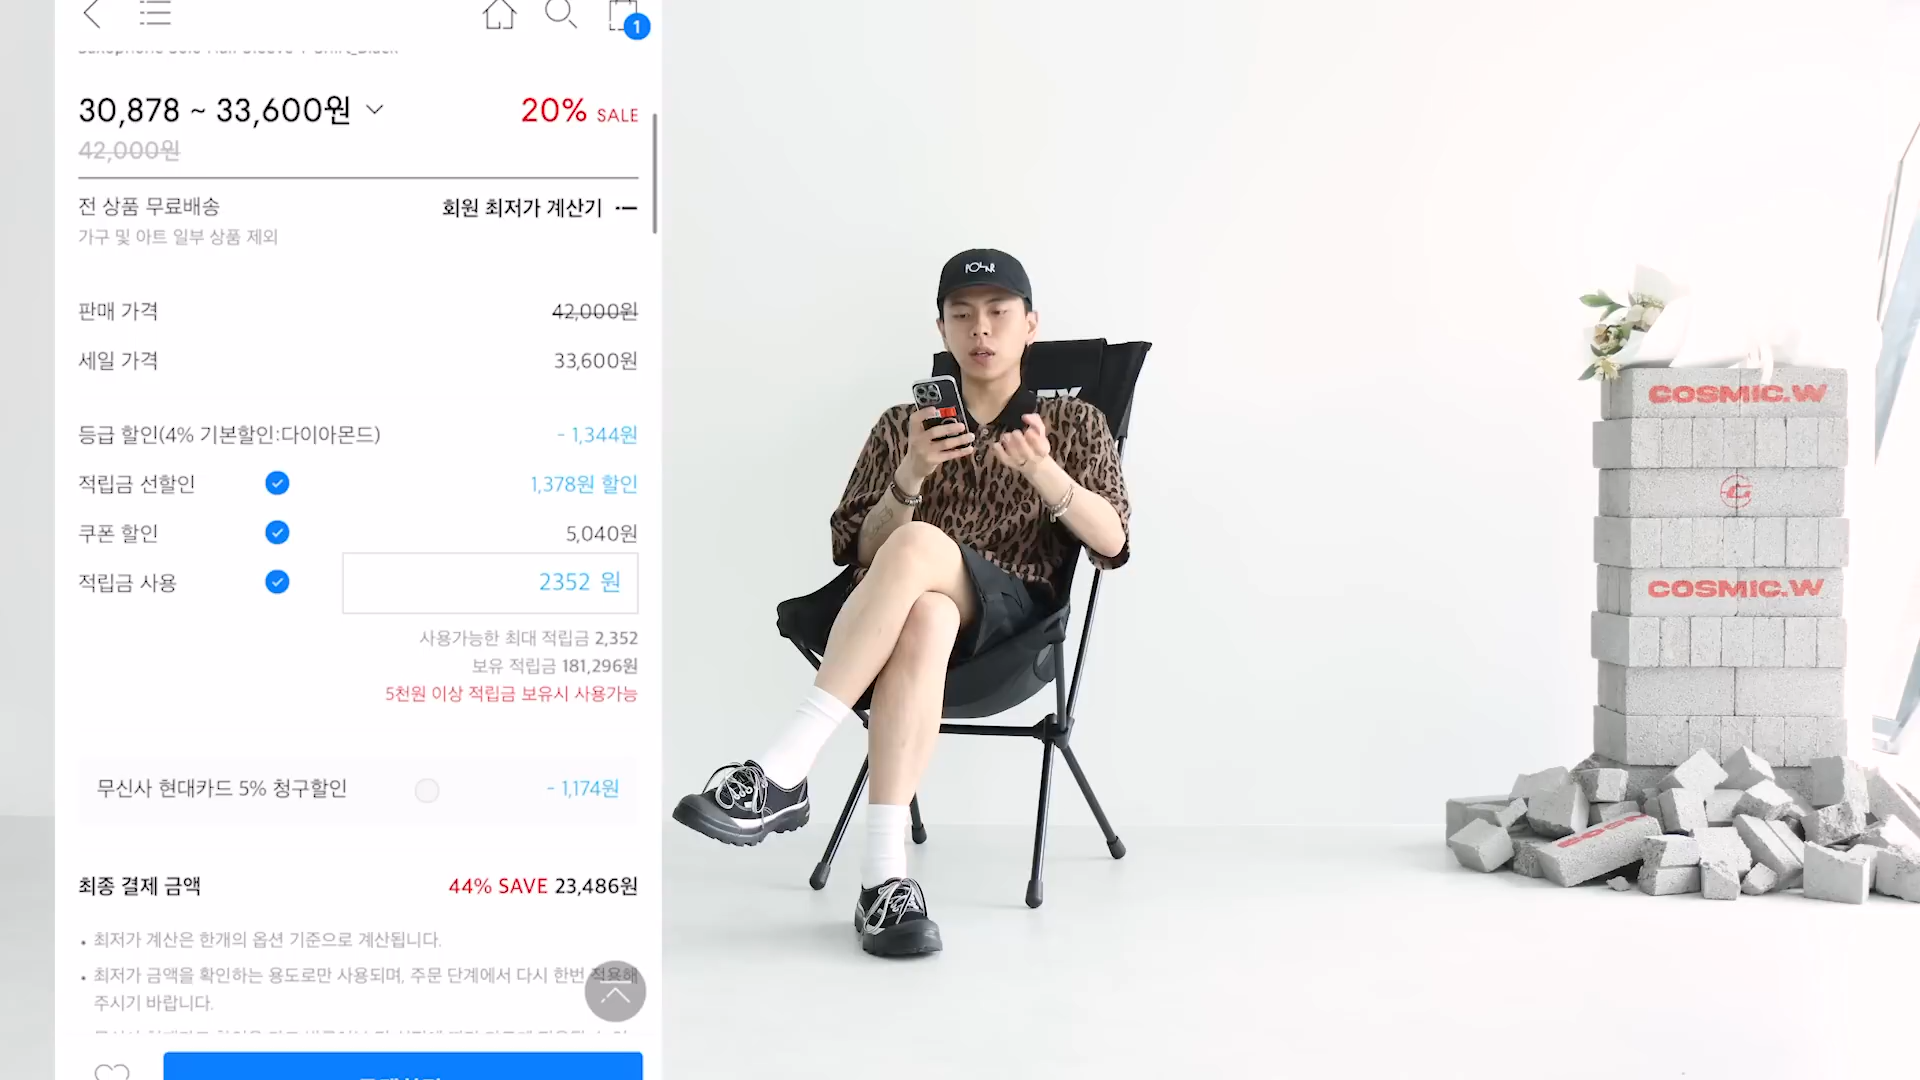 1
Saxophone Solo Half Sleeve T-Shirt_Black
30,878 ~ 33,600원
20% SALE
42,000원
전 상품 무료배송
회원 최저가 계산기
가구 및 아트 일부 상품 제외
판매 가격 42,000원
세일 가격 33,600원
등급 할인(4% 기본할인:다이아몬드) - 1,344원
적립금 선할인 1,378원 할인
쿠폰 할인 5,040원
적립금 사용 2352 원
사용가능한 최대 적립금 2,352
보유 적립금 181,296원
5천원 이상 적립금 보유시 사용가능
무신사 현대카드 5% 청구할인 - 1,174원
최종 결제 금액 44% SAVE 23,486원
• 최저가 계산은 한개의 옵션 기준으로 계산됩니다.
• 최저가 금액을 확인하는 용도로만 사용되며, 주문 단계에서 다시 한번 적용해
주시기 바랍니다.
POLAR
COSMIC.W
COSMIC.W